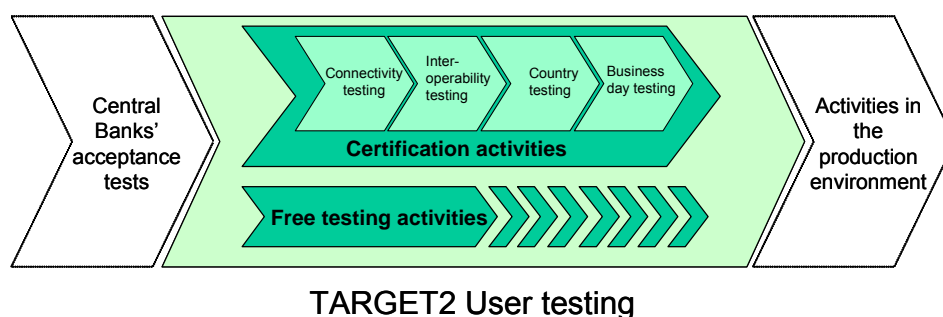 Central
Banks'
acceptance
tests
Connectivity
testing
Inter-
operability
testing
Country
testing
Business
day testing
Certification activities
Free testing activities
Activities in
the
production
environment
TARGET2 User testing